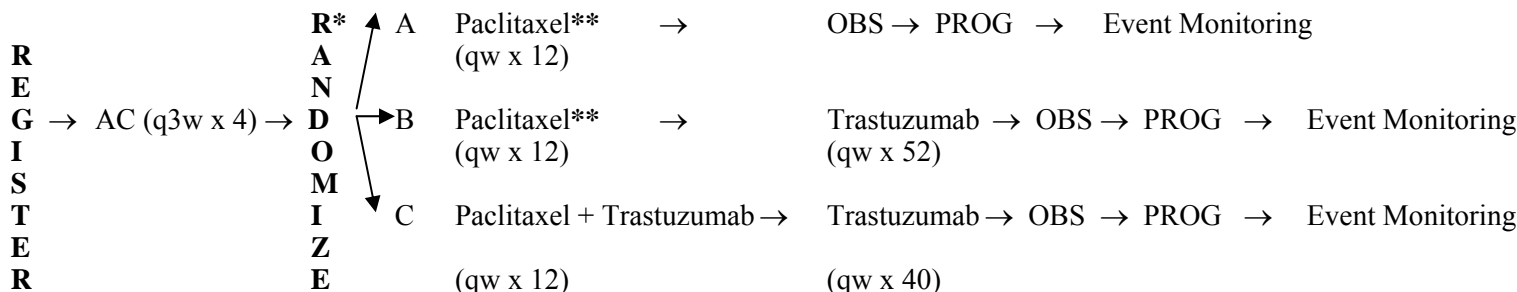 R* A Paclitaxel** → OBS → PROG → Event Monitoring
R A (qw x 12)
E N
G → AC (q3w x 4) → D B Paclitaxel** → Trastuzumab → OBS → PROG → Event Monitoring
I O (qw x 12) (qw x 52)
S M
T I C Paclitaxel + Trastuzumab → Trastuzumab → OBS → PROG → Event Monitoring
E Z
R E (qw x 12) (qw x 40)